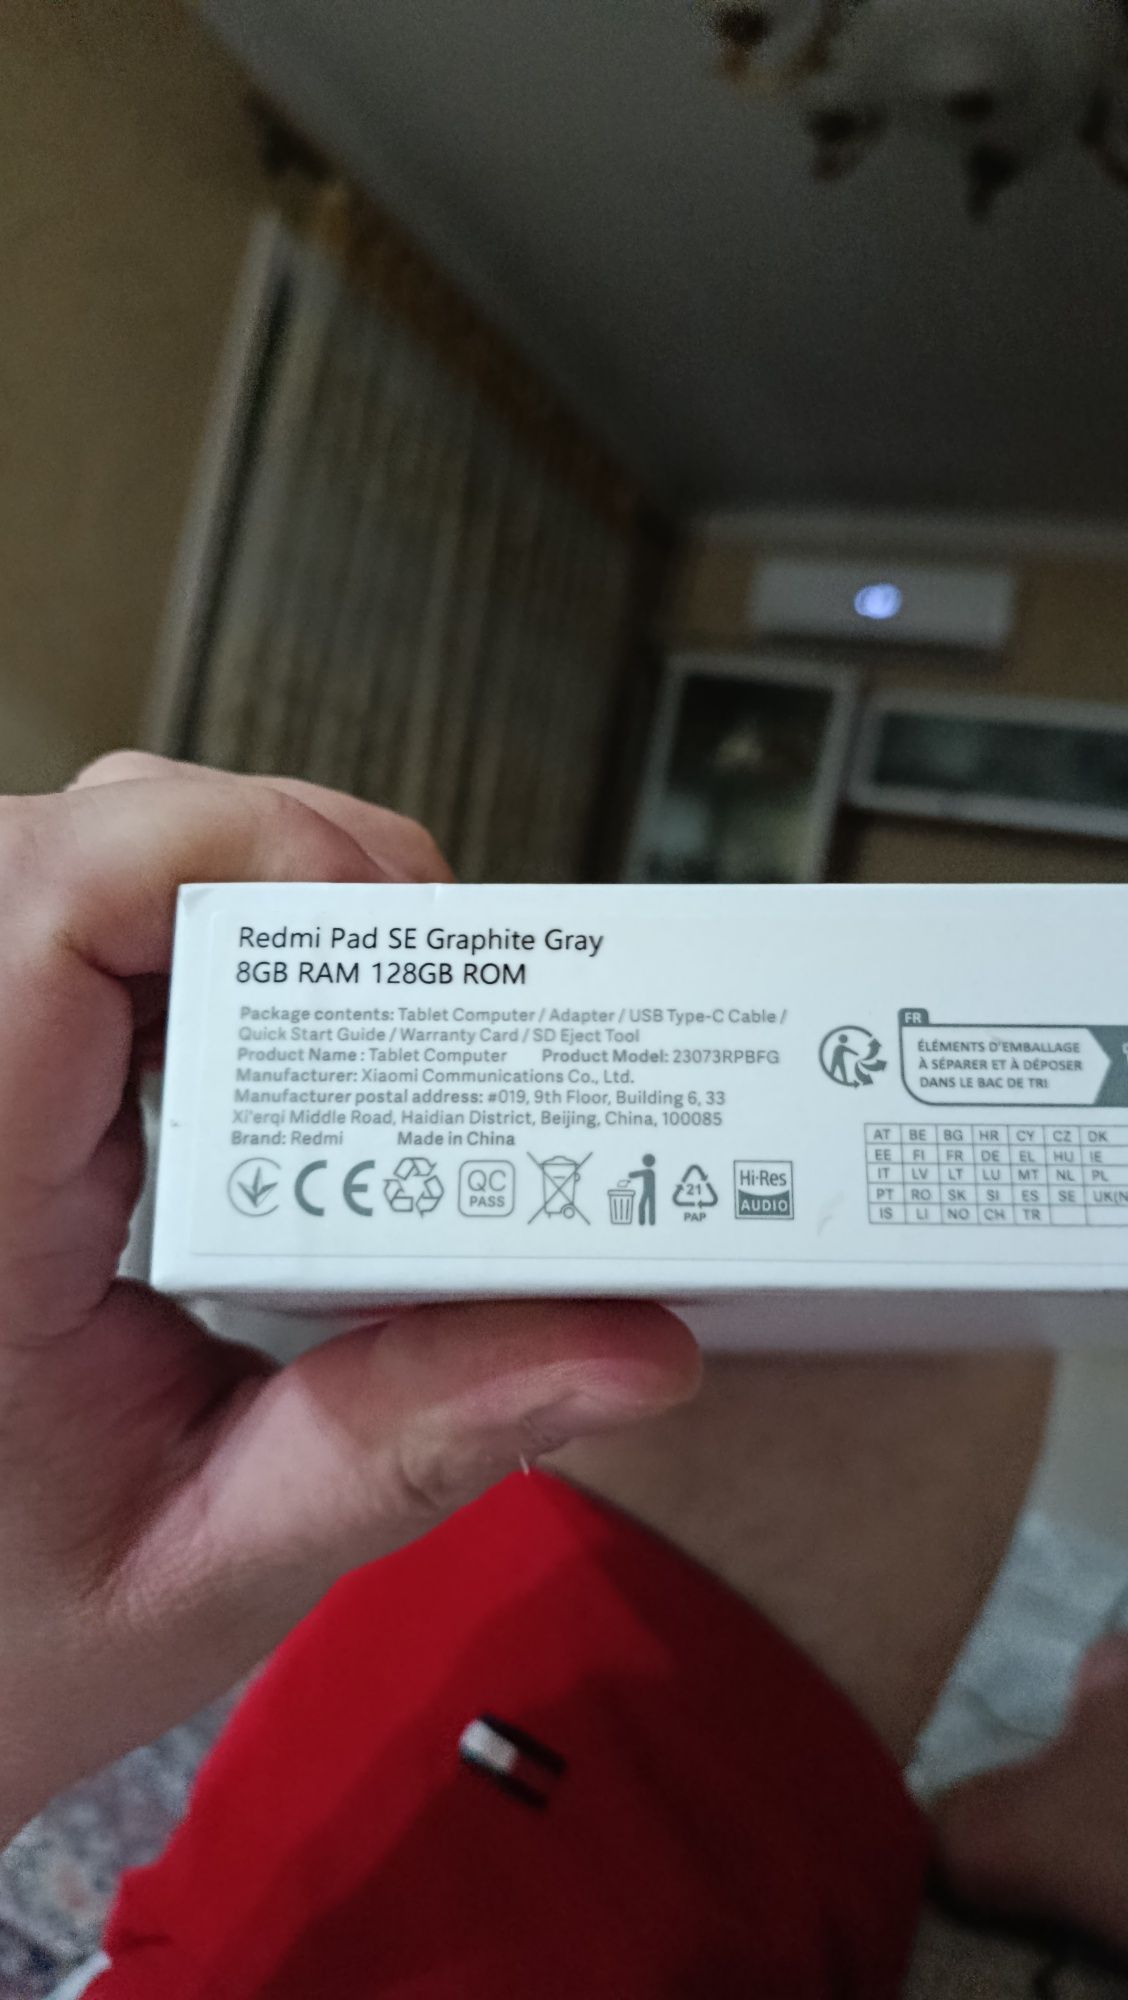 Redmi Pad SE Graphite Gray
8GB RAM 128GB ROM
Package contents: Tablet Computer / Adapter / USB Type-C Cable /
Quick Start Guide / Warranty Card / SD Eject Tool
Product Name : Tablet Computer Product Model: 23073RPBFG
Manufacturer: Xiaomi Communications Co., Ltd.
Manufacturer postal address: #019, 9th Floor, Building 6, 33
Xi'erqi Middle Road, Haidian District, Beijing, China, 100085
Brand: Redmi Made in China
CE
QC
PASS
21
PAP
Hi-Res
AUDIO
FR
ÉLÉMENTS D'EMBALLAGE
À SÉPARER ET À DÉPOSER
DANS LE BAC DE TRI
AT BE BG HR CY CZ DK
EE FI FR DE EL HU IE
IT LV LT LU MT NL PL
PT RO SK SI ES SE UK(N
IS LI NO CH TR